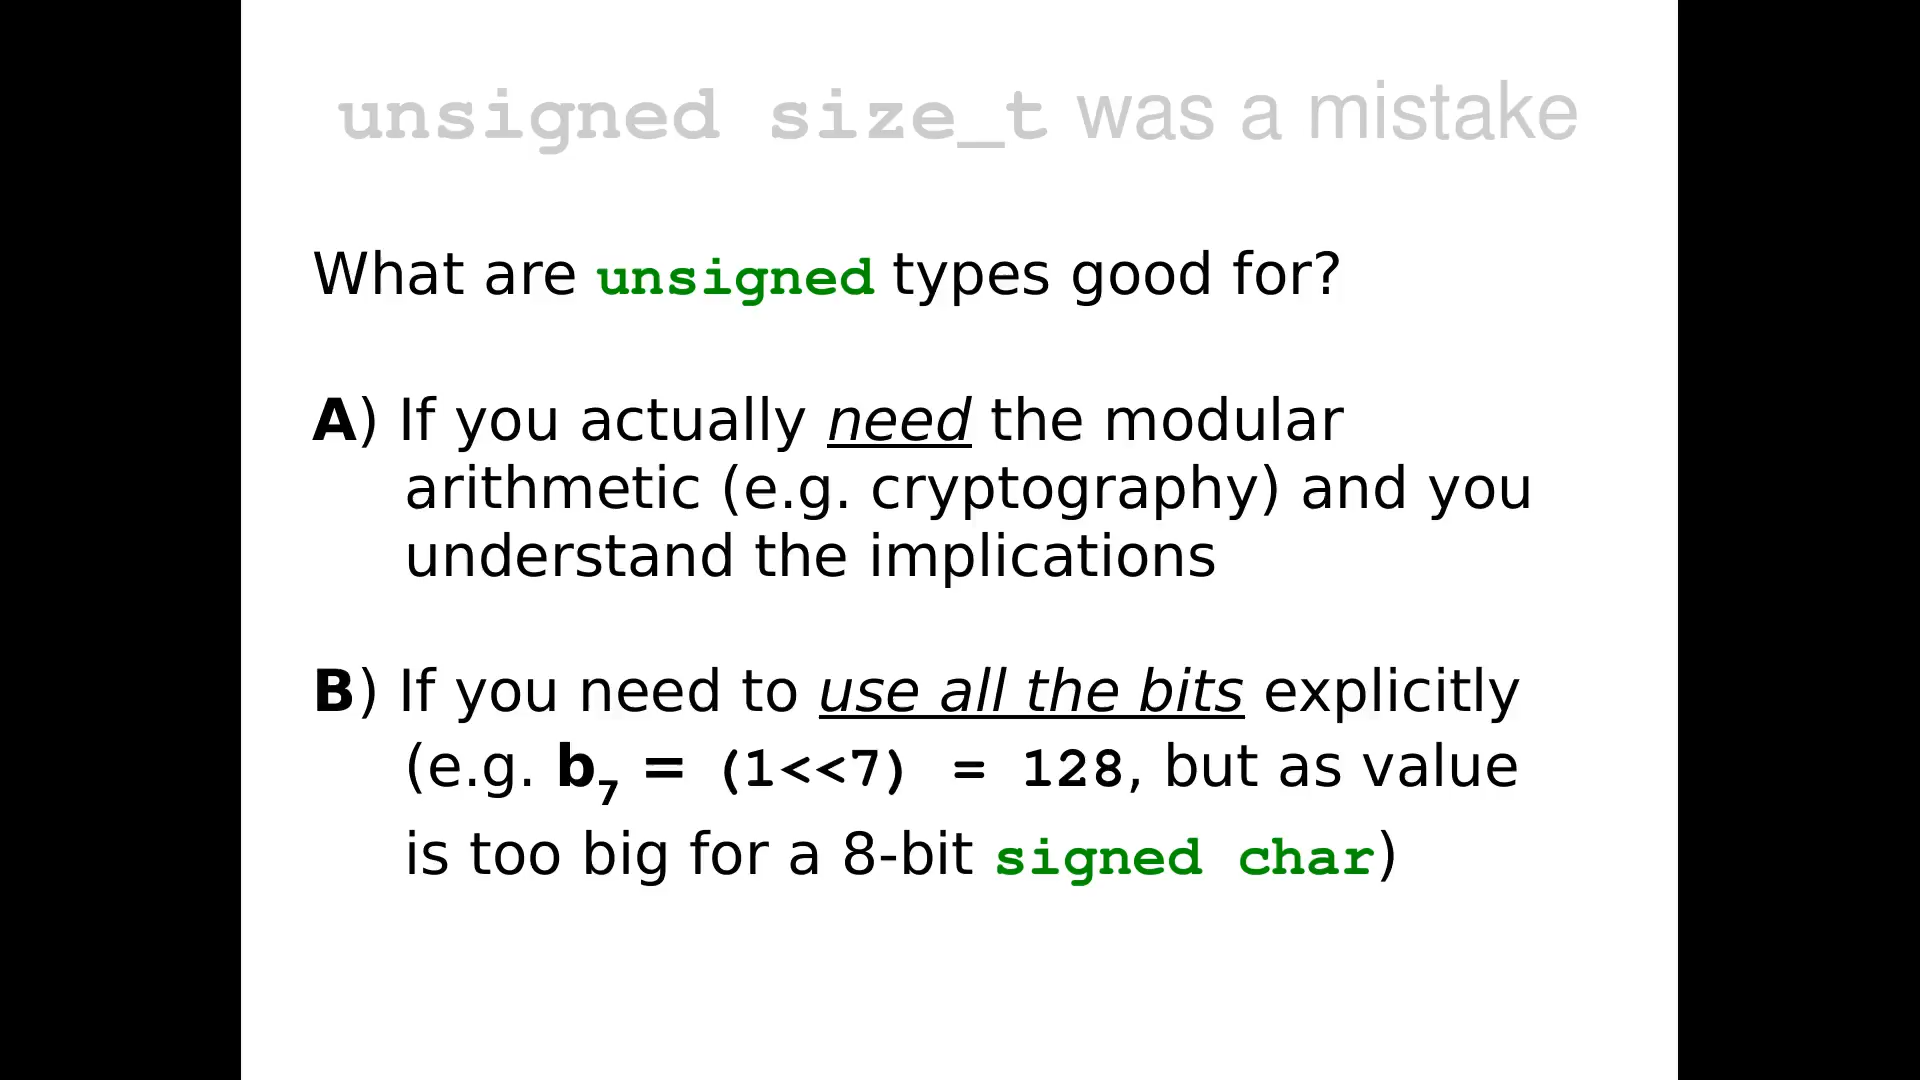 unsigned size_t was a mistake
What are unsigned types good for?
A) If you actually need the modular
arithmetic (e.g. cryptography) and you
understand the implications
B) If you need to use all the bits explicitly
(e.g. b₇ = (1<<7) = 128, but as value
is too big for a 8-bit signed char)